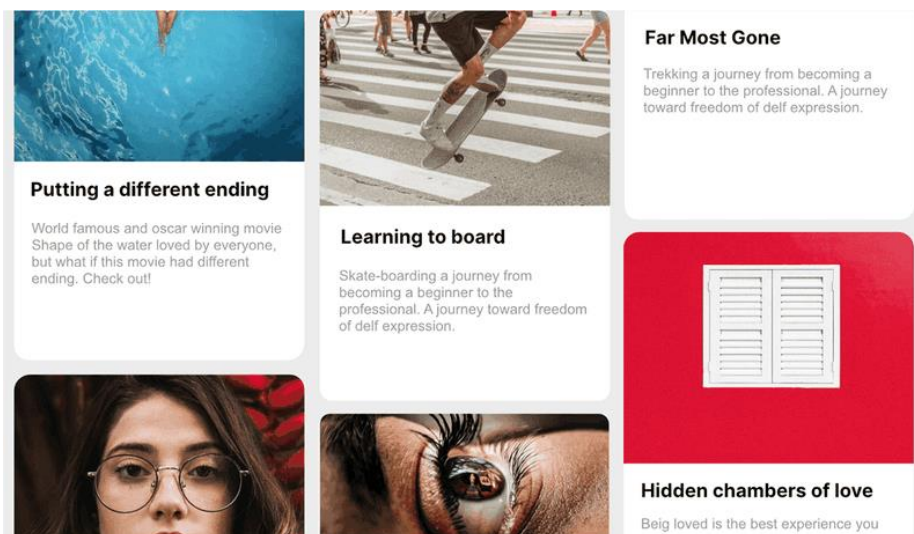 Putting a different ending
World famous and oscar winning movie
Shape of the water loved by everyone,
but what if this movie had different
ending. Check out!
Learning to board
Skate-boarding a journey from
becoming a beginner to the
professional. A journey toward freedom
of delf expression.
Far Most Gone
Trekking a journey from becoming a
beginner to the professional. A journey
toward freedom of delf expression.
Hidden chambers of love
Beig loved is the best experience you